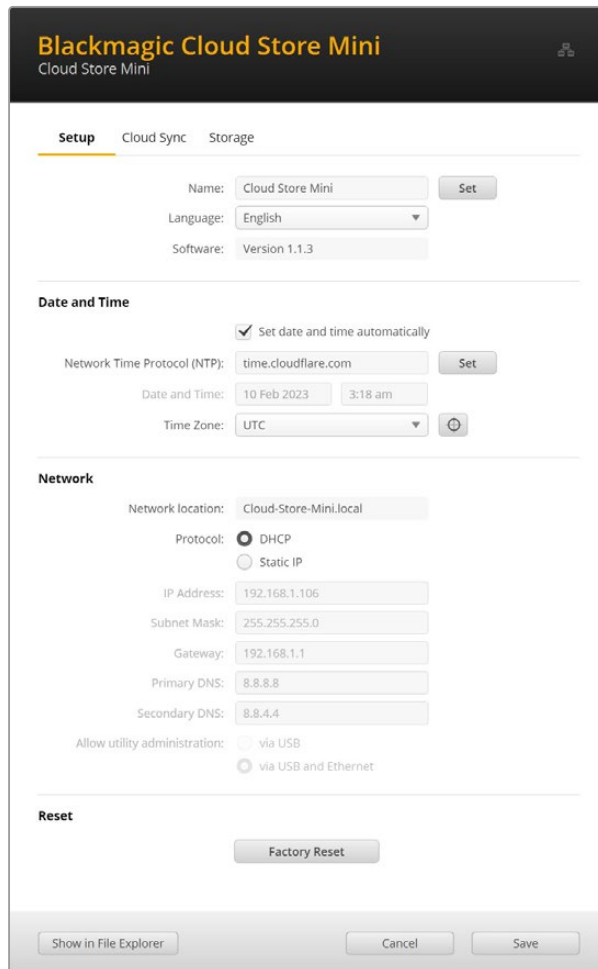 Blackmagic Cloud Store Mini
Cloud Store Mini
Setup Cloud Sync Storage
Name: Cloud Store Mini Set
Language: English
Software: Version 1.1.3
Date and Time
Set date and time automatically
Network Time Protocol (NTP): time.cloudflare.com Set
Date and Time: 10 Feb 2023 3:18 am
Time Zone: UTC
Network
Network location: Cloud-Store-Mini.local
Protocol: DHCP
Static IP
IP Address: 192.168.1.106
Subnet Mask: 255.255.255.0
Gateway: 192.168.1.1
Primary DNS: 8.8.8.8
Secondary DNS: 8.8.4.4
Allow utility administration: via USB
via USB and Ethernet
Reset
Factory Reset
Show in File Explorer Cancel Save